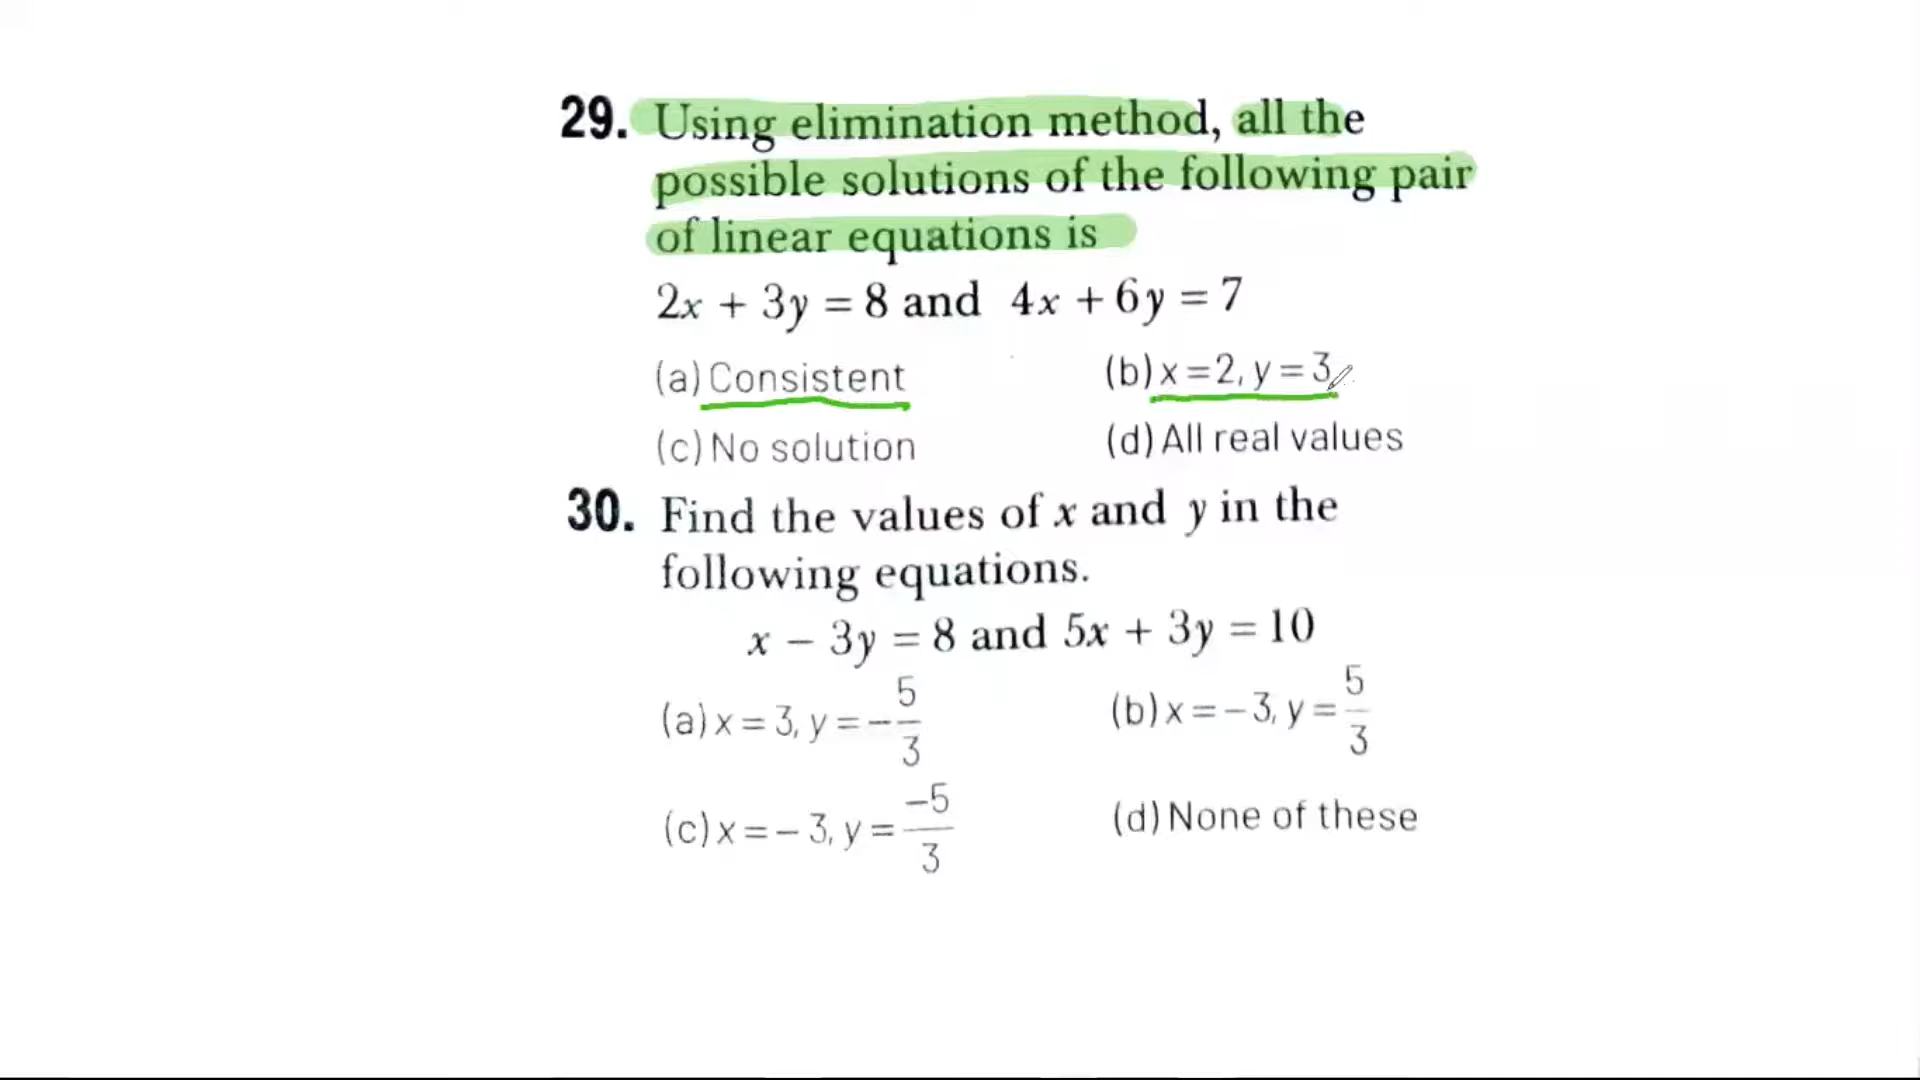 29. Using elimination method, all the
possible solutions of the following pair
of linear equations is
2x + 3y = 8 and 4x + 6y = 7
(a) Consistent (b) x = 2, y = 3
(c) No solution (d) All real values
30. Find the values of x and y in the
following equations.
x − 3y = 8 and 5x + 3y = 10
(a) x = 3, y = −5/3 (b) x = −3, y = 5/3
(c) x = −3, y = −5/3 (d) None of these